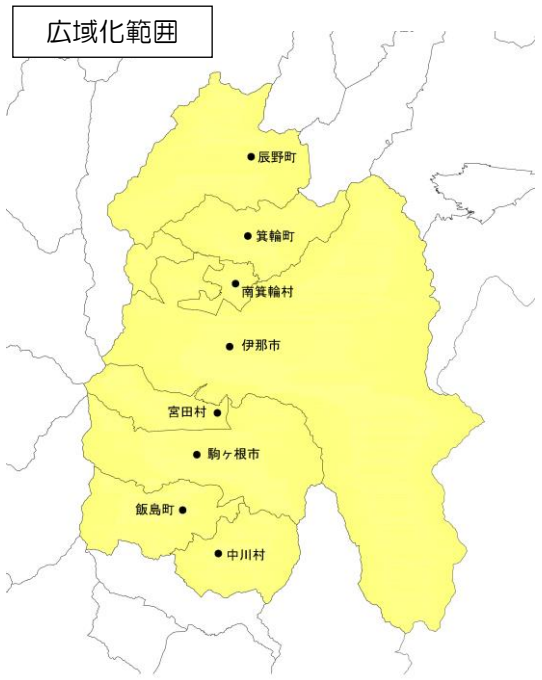 広域化範囲
辰野町
箕輪町
南箕輪村
伊那市
宮田村
駒ヶ根市
飯島町
中川村